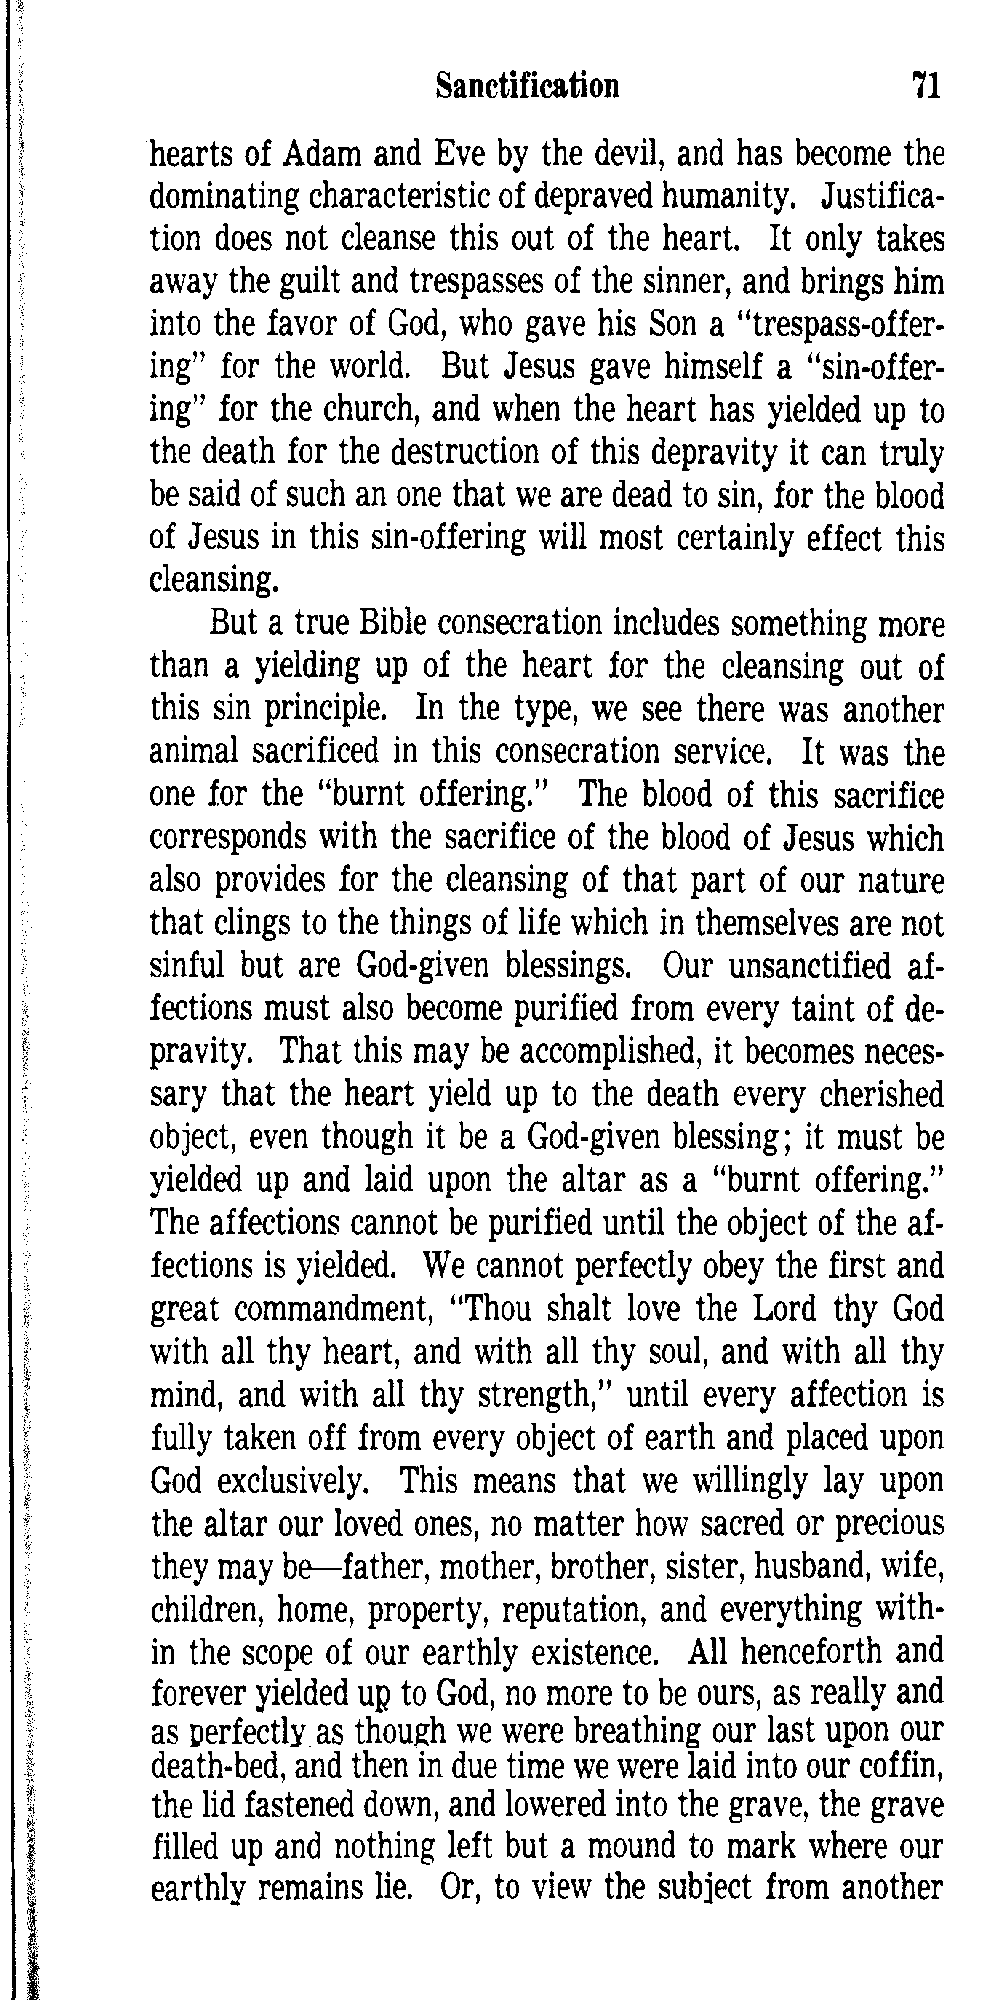 Sanctification 71
hearts of Adam and Eve by the devil, and has become the
dominating characteristic of depraved humanity. Justifica-
tion does not cleanse this out of the heart. It only takes
away the guilt and trespasses of the sinner, and brings him
into the favor of God, who gave his Son a “trespass-offer-
ing” for the world. But Jesus gave himself a “sin-offer-
ing” for the church, and when the heart has yielded up to
the death for the destruction of this depravity it can truly
be said of such an one that we are dead to sin, for the blood
of Jesus in this sin-offering will most certainly effect this
cleansing.
But a true Bible consecration includes something more
than a yielding up of the heart for the cleansing out of
this sin principle. In the type, we see there was another
animal sacrificed in this consecration service. It was the
one for the “burnt offering.” The blood of this sacrifice
corresponds with the sacrifice of the blood of Jesus which
also provides for the cleansing of that part of our nature
that clings to the things of life which in themselves are not
sinful but are God-given blessings. Our unsanctified af-
fections must also become purified from every taint of de-
pravity. That this may be accomplished, it becomes neces-
sary that the heart yield up to the death every cherished
object, even though it be a God-given blessing; it must be
yielded up and laid upon the altar as a “burnt offering.”
The affections cannot be purified until the object of the af-
fections is yielded. We cannot perfectly obey the first and
great commandment, “Thou shalt love the Lord thy God
with all thy heart, and with all thy soul, and with all thy
mind, and with all thy strength,” until every affection is
fully taken off from every object of earth and placed upon
God exclusively. This means that we willingly lay upon
the altar our loved ones, no matter how sacred or precious
they may be—father, mother, brother, sister, husband, wife,
children, home, property, reputation, and everything with-
in the scope of our earthly existence. All henceforth and
forever yielded up to God, no more to be ours, as really and
as perfectly as though we were breathing our last upon our
death-bed, and then in due time we were laid into our coffin,
the lid fastened down, and lowered into the grave, the grave
filled up and nothing left but a mound to mark where our
earthly remains lie. Or, to view the subject from another